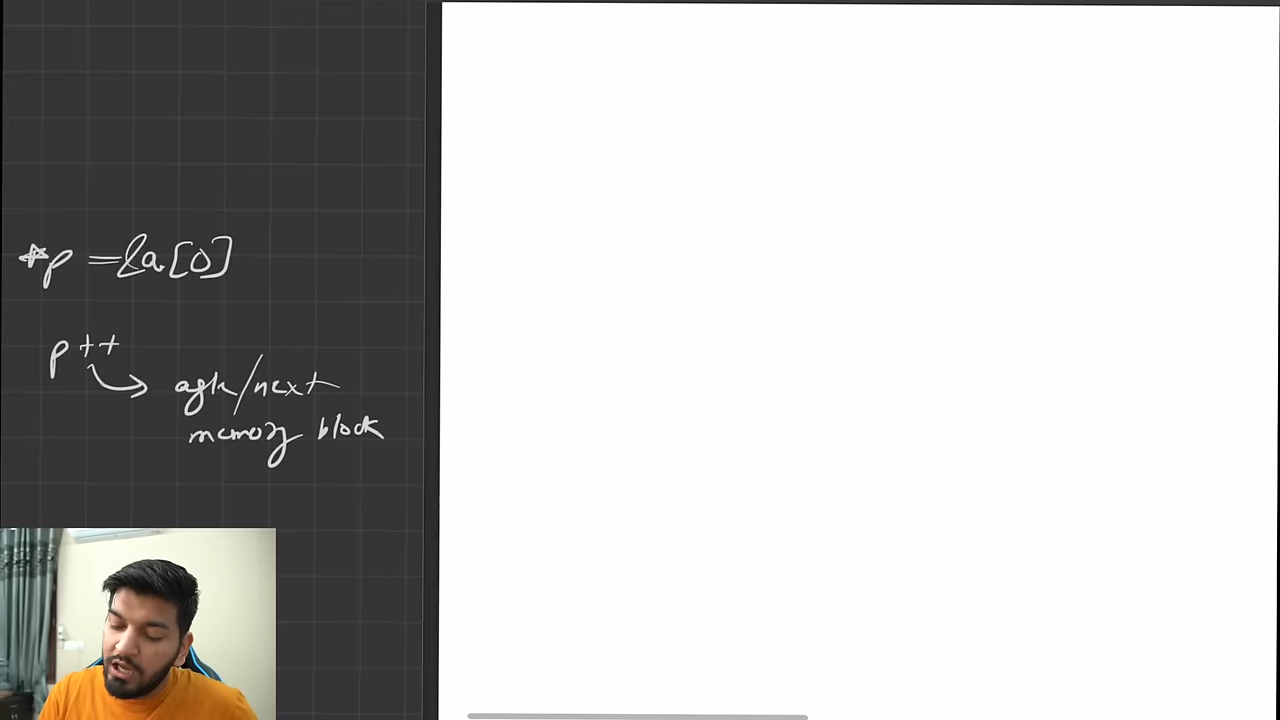 *p = &a[0]
p++
agle/next
memory block